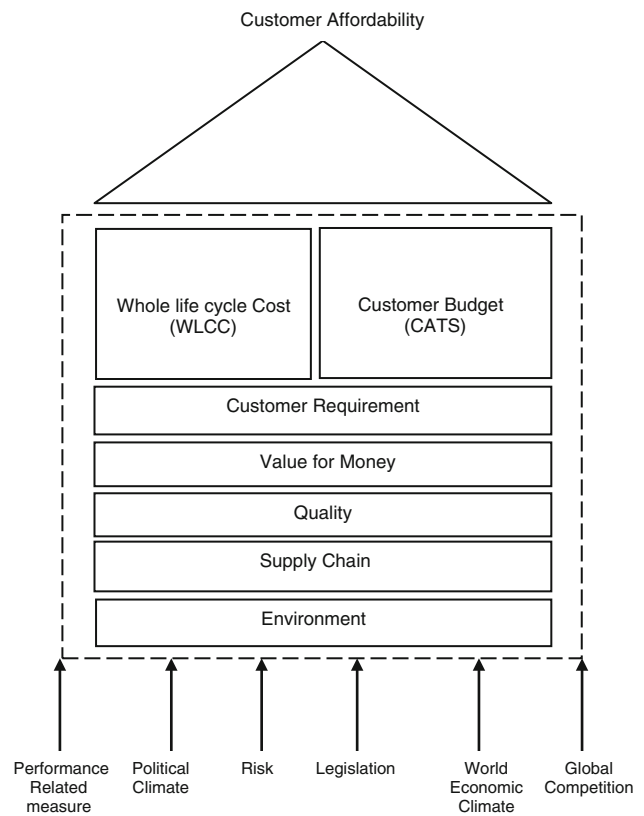 Customer Affordability
Whole life cycle Cost
(WLCC)
Customer Budget
(CATS)
Customer Requirement
Value for Money
Quality
Supply Chain
Environment
Performance
Related
measure
Political
Climate
Risk
Legislation
World
Economic
Climate
Global
Competition